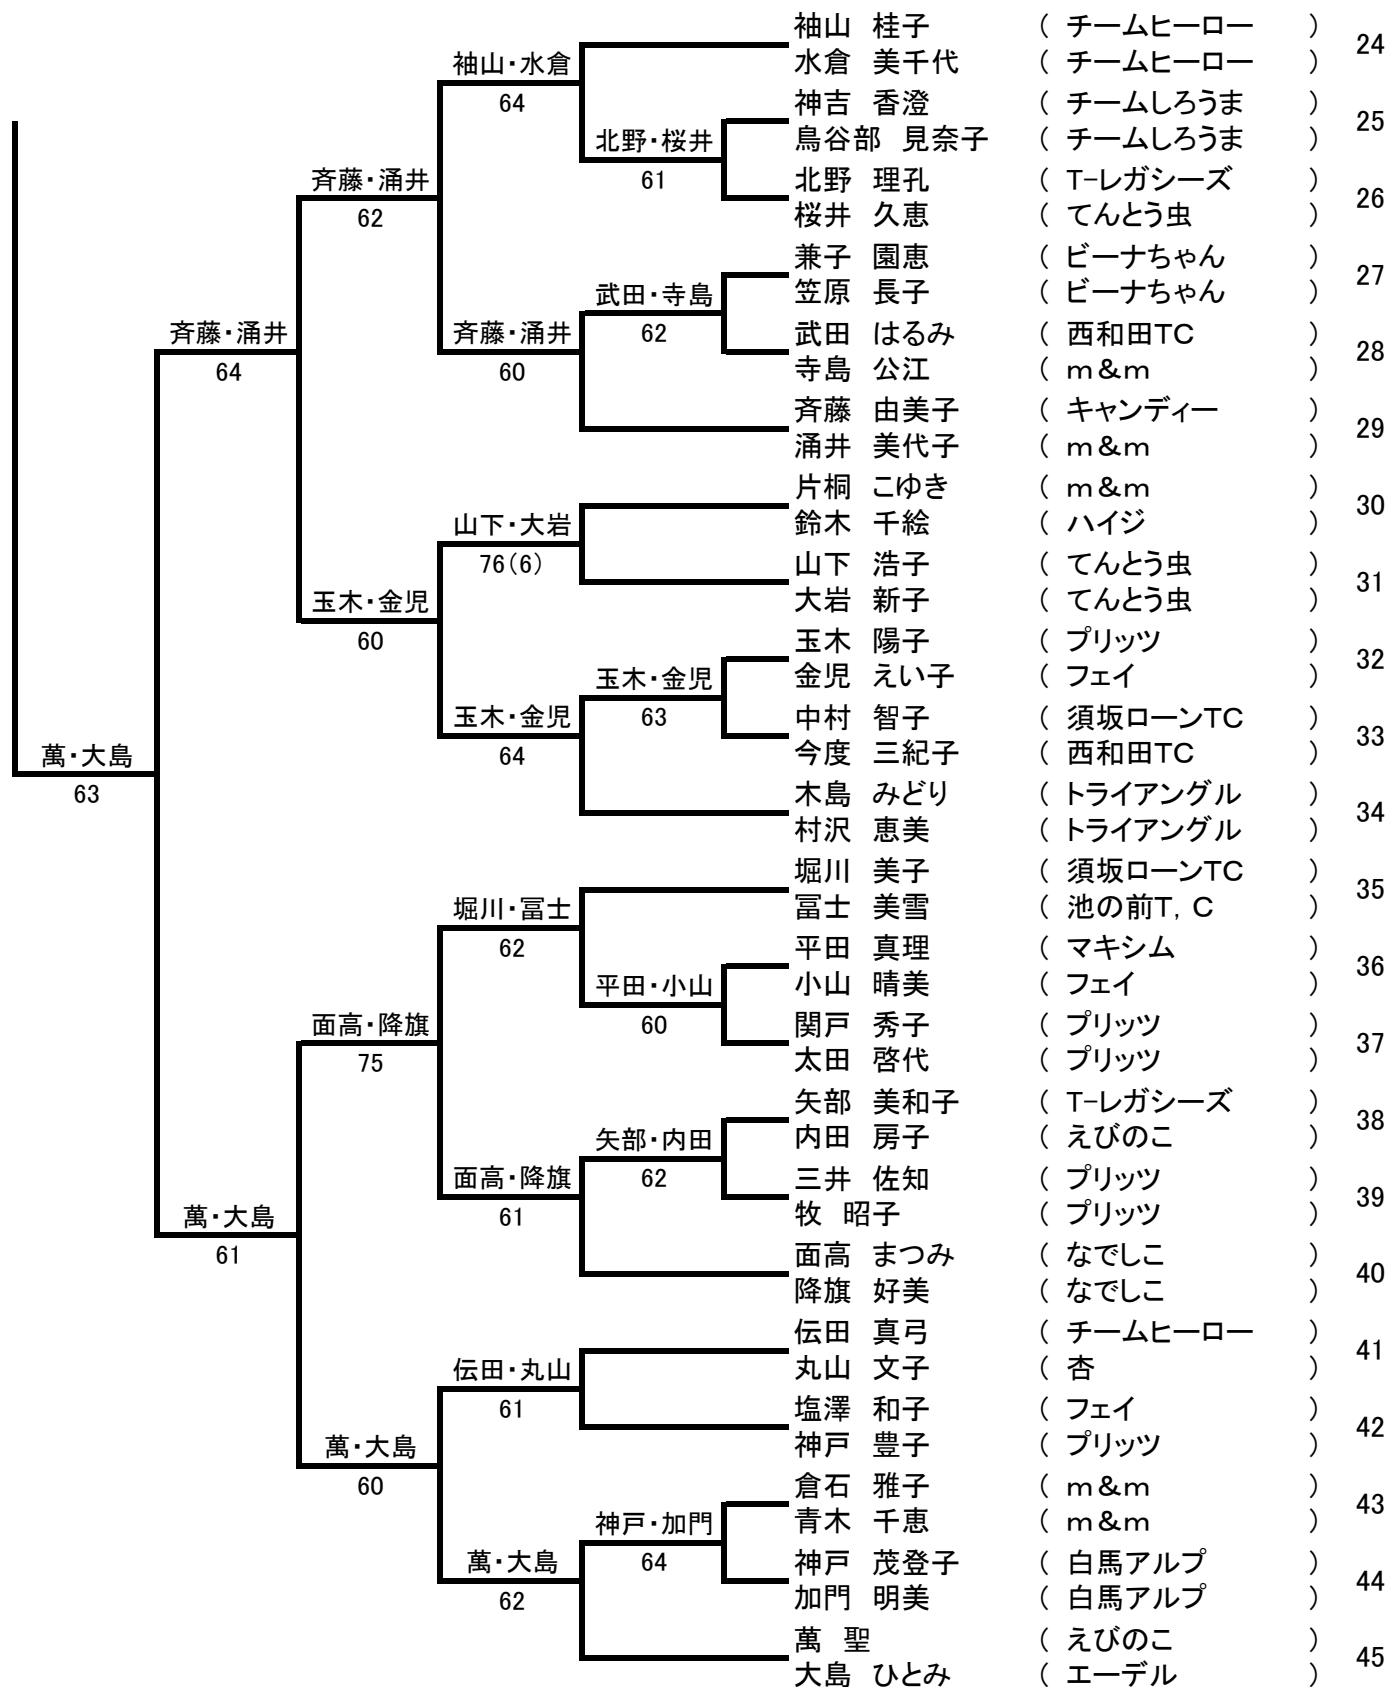 袖山 桂子 ( チームヒーロー ) 24
水倉 美千代 ( チームヒーロー )
神吉 香澄 ( チームしろうま ) 25
鳥谷部 見奈子 ( チームしろうま )
北野 理孔 ( T-レガシーズ ) 26
桜井 久恵 ( てんとう虫 )
兼子 園恵 ( ビーナちゃん ) 27
笠原 長子 ( ビーナちゃん )
武田 はるみ ( 西和田TC ) 28
寺島 公江 ( m&m )
斉藤 由美子 ( キャンディー ) 29
涌井 美代子 ( m&m )
片桐 こゆき ( m&m ) 30
鈴木 千絵 ( ハイジ )
山下 浩子 ( てんとう虫 ) 31
大岩 新子 ( てんとう虫 )
玉木 陽子 ( プリッツ ) 32
金児 えい子 ( フェイ )
中村 智子 ( 須坂ローンTC ) 33
今度 三紀子 ( 西和田TC )
木島 みどり ( トライアングル ) 34
村沢 恵美 ( トライアングル )
堀川 美子 ( 須坂ローンTC ) 35
冨士 美雪 ( 池の前T，C )
平田 真理 ( マキシム ) 36
小山 晴美 ( フェイ )
関戸 秀子 ( プリッツ ) 37
太田 啓代 ( プリッツ )
矢部 美和子 ( T-レガシーズ ) 38
内田 房子 ( えびのこ )
三井 佐知 ( プリッツ ) 39
牧 昭子 ( プリッツ )
面高 まつみ ( なでしこ ) 40
降旗 好美 ( なでしこ )
伝田 真弓 ( チームヒーロー ) 41
丸山 文子 ( 杏 )
塩澤 和子 ( フェイ ) 42
神戸 豊子 ( プリッツ )
倉石 雅子 ( m&m ) 43
青木 千恵 ( m&m )
神戸 茂登子 ( 白馬アルプ ) 44
加門 明美 ( 白馬アルプ )
萬 聖 ( えびのこ ) 45
大島 ひとみ ( エーデル )
北野・桜井
61
武田・寺島
62
玉木・金児
63
平田・小山
60
矢部・内田
62
神戸・加門
64
袖山・水倉
64
斉藤・涌井
60
山下・大岩
76(6)
玉木・金児
64
堀川・冨士
62
面高・降旗
61
伝田・丸山
61
萬・大島
62
斉藤・涌井
62
玉木・金児
60
面高・降旗
75
萬・大島
60
斉藤・涌井
64
萬・大島
61
萬・大島
63